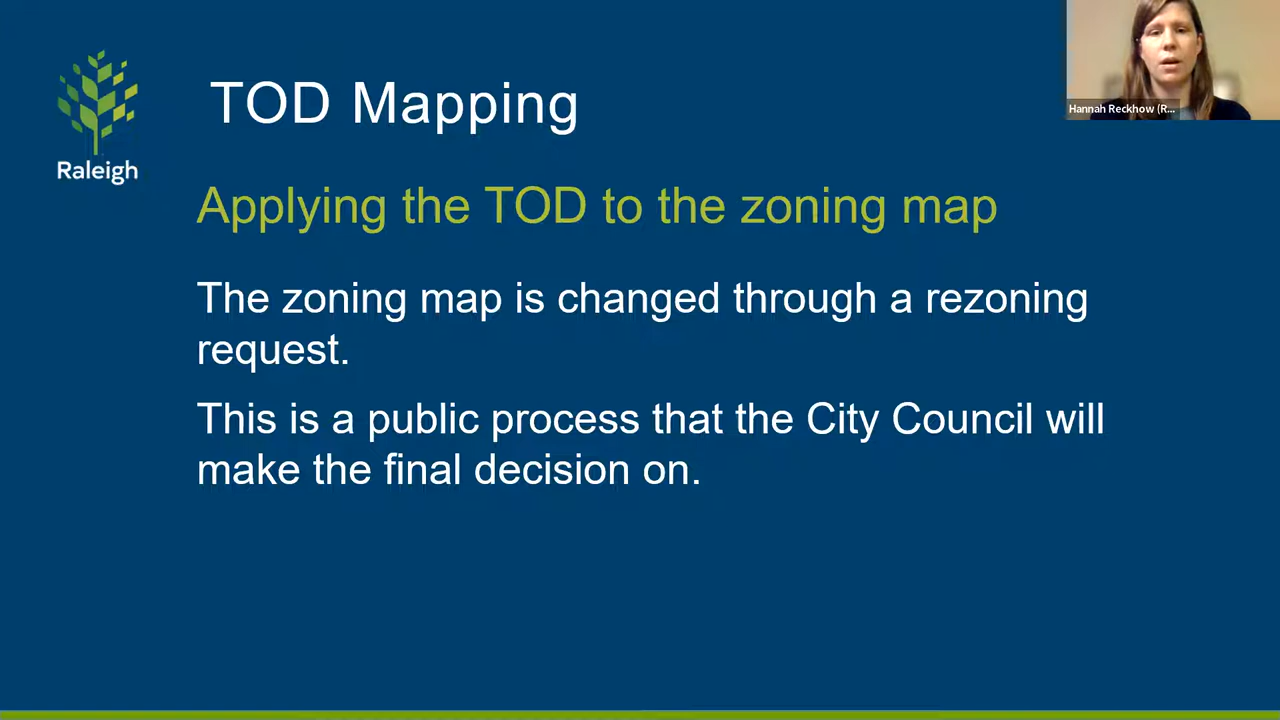 Hannah Reckhow (R...
TOD Mapping
Raleigh
Applying the TOD to the zoning map
The zoning map is changed through a rezoning
request.
This is a public process that the City Council will
make the final decision on.